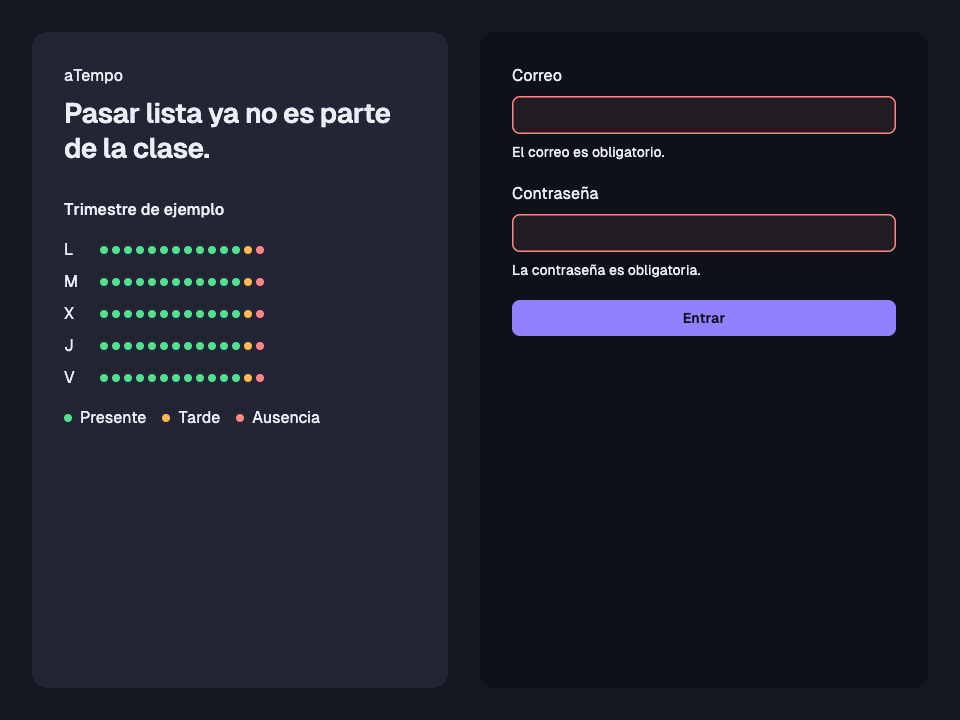 aTempo
Pasar lista ya no es parte
de la clase.
Trimestre de ejemplo
L
M
X
J
V
Presente Tarde Ausencia
Correo
El correo es obligatorio.
Contraseña
La contraseña es obligatoria.
Entrar